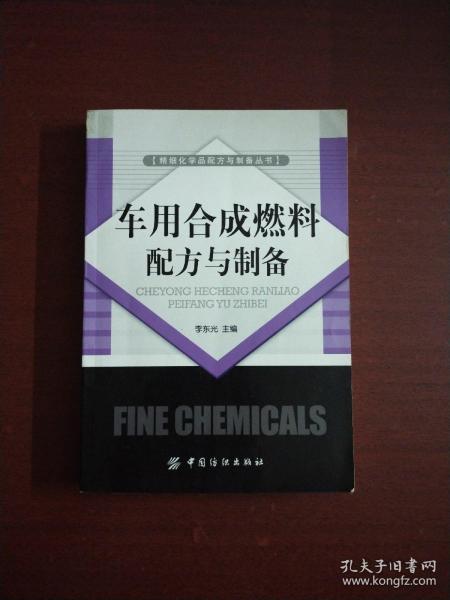 【精细化学品配方与制备丛书】
车用合成燃料
配方与制备
CHEYONG HECHENG RANLIAO
PEIFANG YU ZHIBEI
李东光 主编
FINE CHEMICALS
中国纺织出版社
孔夫子旧书网
www.kongfz.com